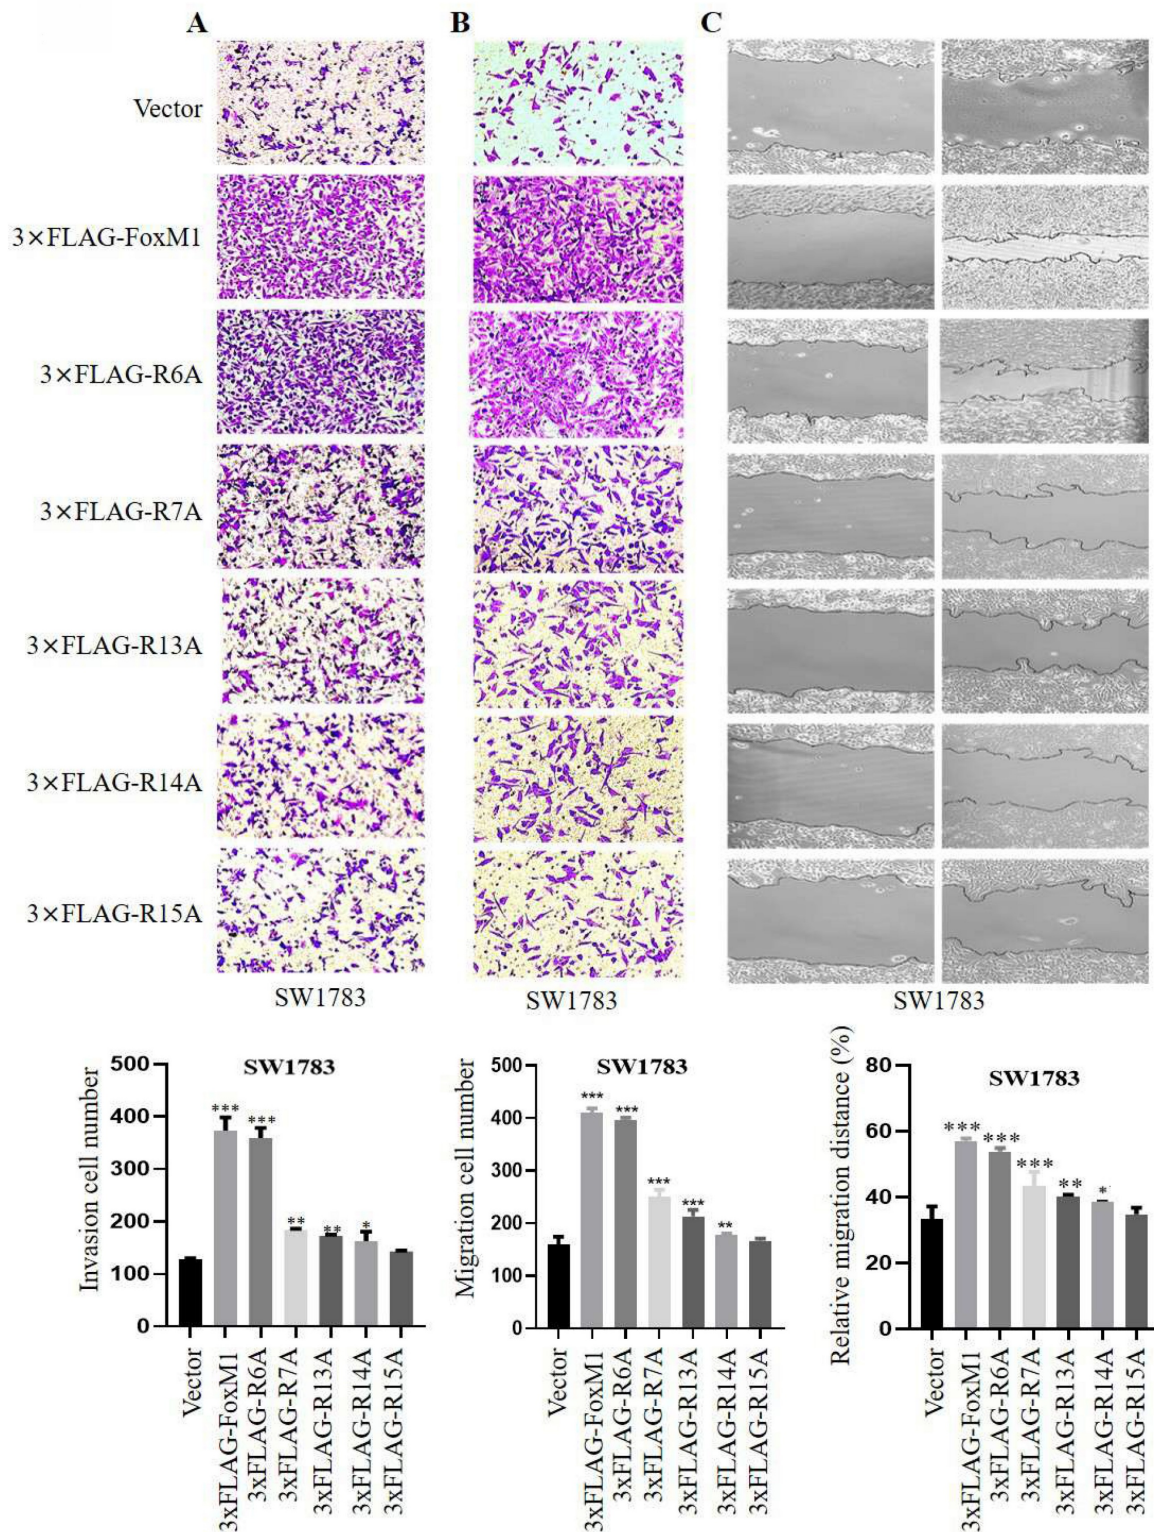 A
B
C
Vector
3×FLAG-FoxM1
3×FLAG-R6A
3×FLAG-R7A
3×FLAG-R13A
3×FLAG-R14A
3×FLAG-R15A
SW1783
SW1783
SW1783
SW1783
Invasion cell number
500
400
300
200
100
0
***
***
**
**
*
Vector
3xFLAG-FoxM1
3xFLAG-R6A
3xFLAG-R7A
3xFLAG-R13A
3xFLAG-R14A
3xFLAG-R15A
SW1783
Migration cell number
500
400
300
200
100
0
***
***
***
***
**
Vector
3xFLAG-FoxM1
3xFLAG-R6A
3xFLAG-R7A
3xFLAG-R13A
3xFLAG-R14A
3xFLAG-R15A
SW1783
Relative migration distance (%)
80
60
40
20
0
***
***
***
**
*
Vector
3xFLAG-FoxM1
3xFLAG-R6A
3xFLAG-R7A
3xFLAG-R13A
3xFLAG-R14A
3xFLAG-R15A